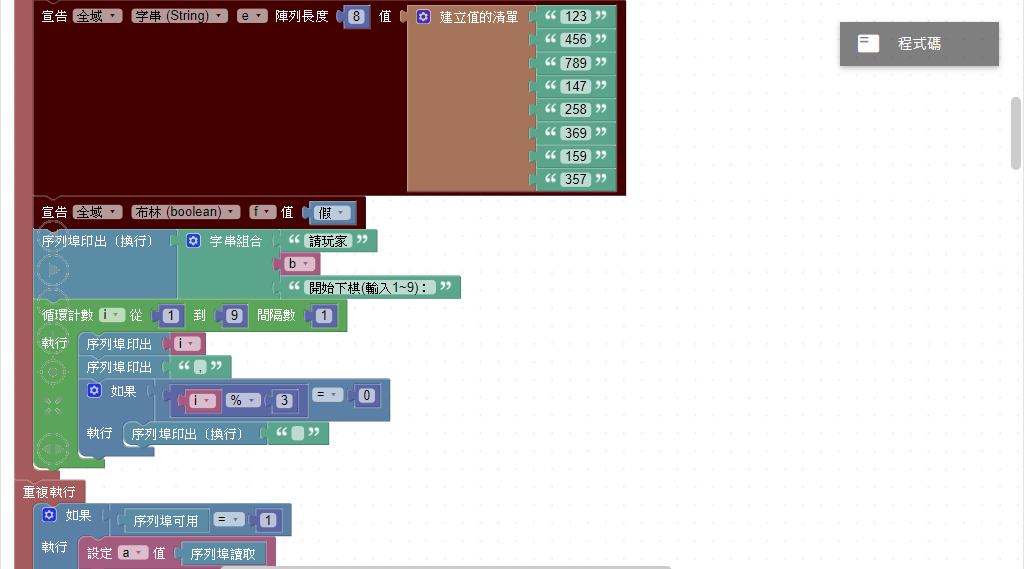 宣告 全域 字串 (String) e 陣列長度 8 值 建立值的清單 “ 123 ”
“ 456 ”
“ 789 ”
“ 147 ”
“ 258 ”
“ 369 ”
“ 159 ”
“ 357 ”
程式碼
宣告 全域 布林 (boolean) f 值 假
序列埠印出（換行） 字串組合 “ 請玩家 ”
b
“ 開始下棋(輸入1~9)： ”
循環計數 i 從 1 到 9 間隔數 1
執行 序列埠印出 i
序列埠印出 “ , ”
如果 i % 3 = 0
執行 序列埠印出（換行） “ ”
重複執行
如果 序列埠可用 = 1
執行 設定 a 值 序列埠讀取